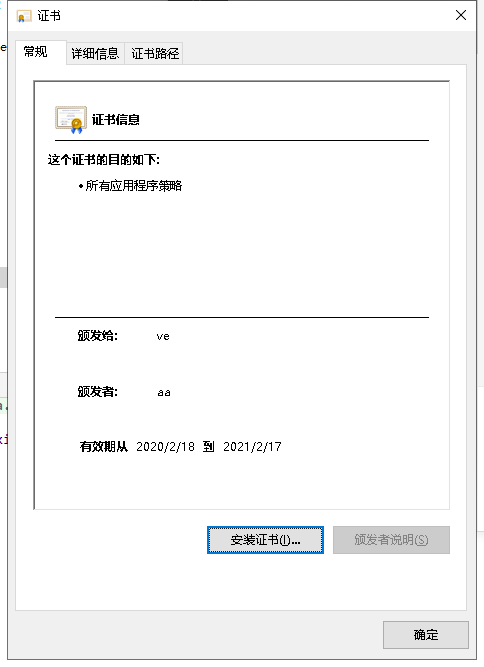 证书
常规 详细信息 证书路径
证书信息
这个证书的目的如下:
• 所有应用程序策略
颁发给: ve
颁发者: aa
有效期从 2020/2/18 到 2021/2/17
安装证书(I)... 颁发者说明(S)
确定